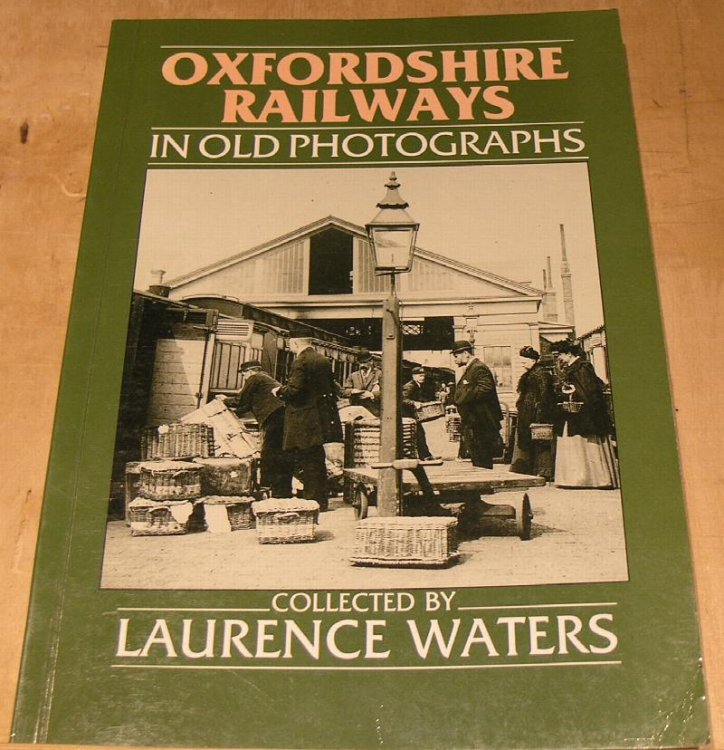 OXFORDSHIRE
RAILWAYS
IN OLD PHOTOGRAPHS
COLLECTED BY
LAURENCE WATERS